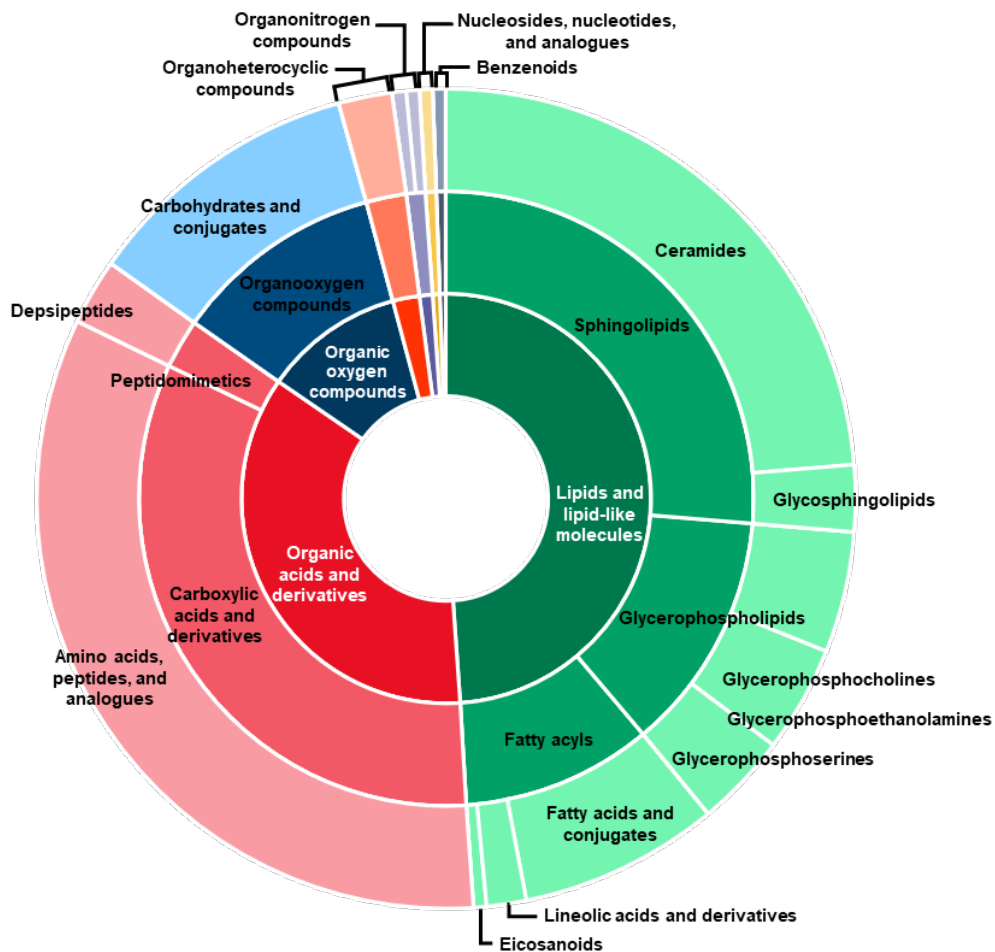 Organonitrogen
compounds
Nucleosides, nucleotides,
and analogues
Organoheterocyclic
compounds
Benzenoids
Carbohydrates and
conjugates
Ceramides
Organooxygen
compounds
Depsipeptides
Sphingolipids
Organic
oxygen
compounds
Peptidomimetics
Lipids and
lipid-like
molecules
Glycosphingolipids
Organic
acids and
derivatives
Carboxylic
acids and
derivatives
Glycerophospholipids
Amino acids,
peptides, and
analogues
Glycerophosphocholines
Glycerophosphoethanolamines
Fatty acyls
Glycerophosphoserines
Fatty acids and
conjugates
Lineolic acids and derivatives
Eicosanoids